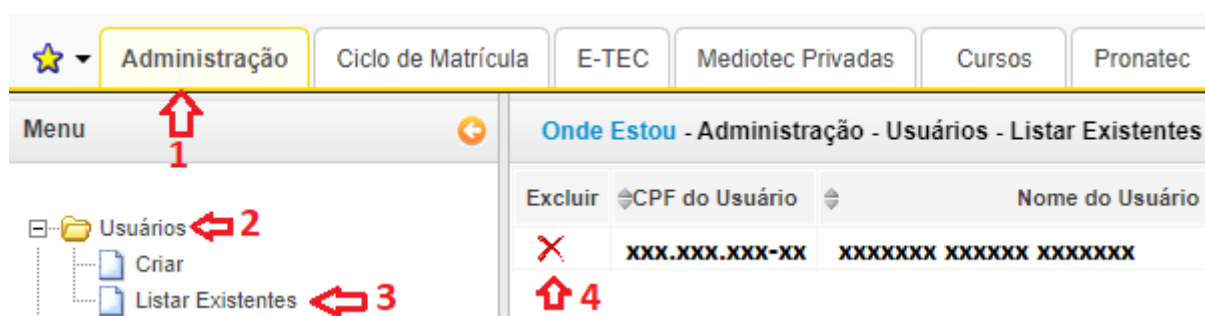 Administração Ciclo de Matrícula E-TEC Mediotec Privadas Cursos Pronatec
1
Menu
Onde Estou - Administração - Usuários - Listar Existentes
Excluir CPF do Usuário Nome do Usuário
Usuários 2
xxx.xxx.xxx-xx xxxxxxx xxxxxx xxxxxxx
Criar
Listar Existentes 3
4